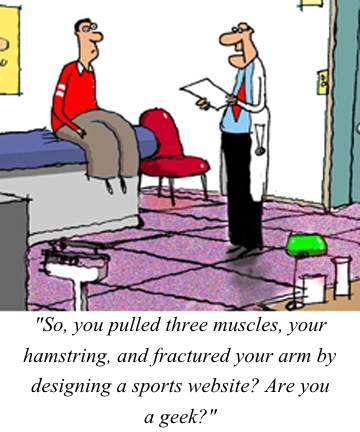 "So, you pulled three muscles, your
hamstring, and fractured your arm by
designing a sports website? Are you
a geek?"